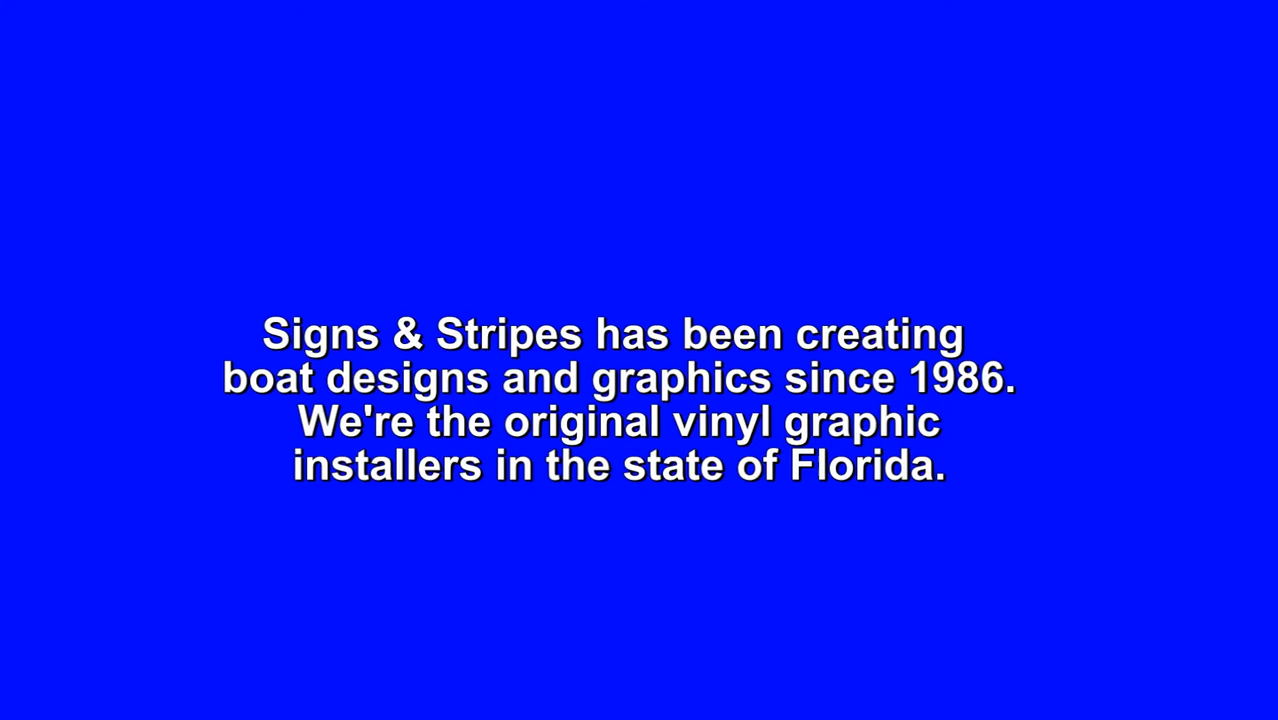 Signs & Stripes has been creating
boat designs and graphics since 1986.
We're the original vinyl graphic
installers in the state of Florida.